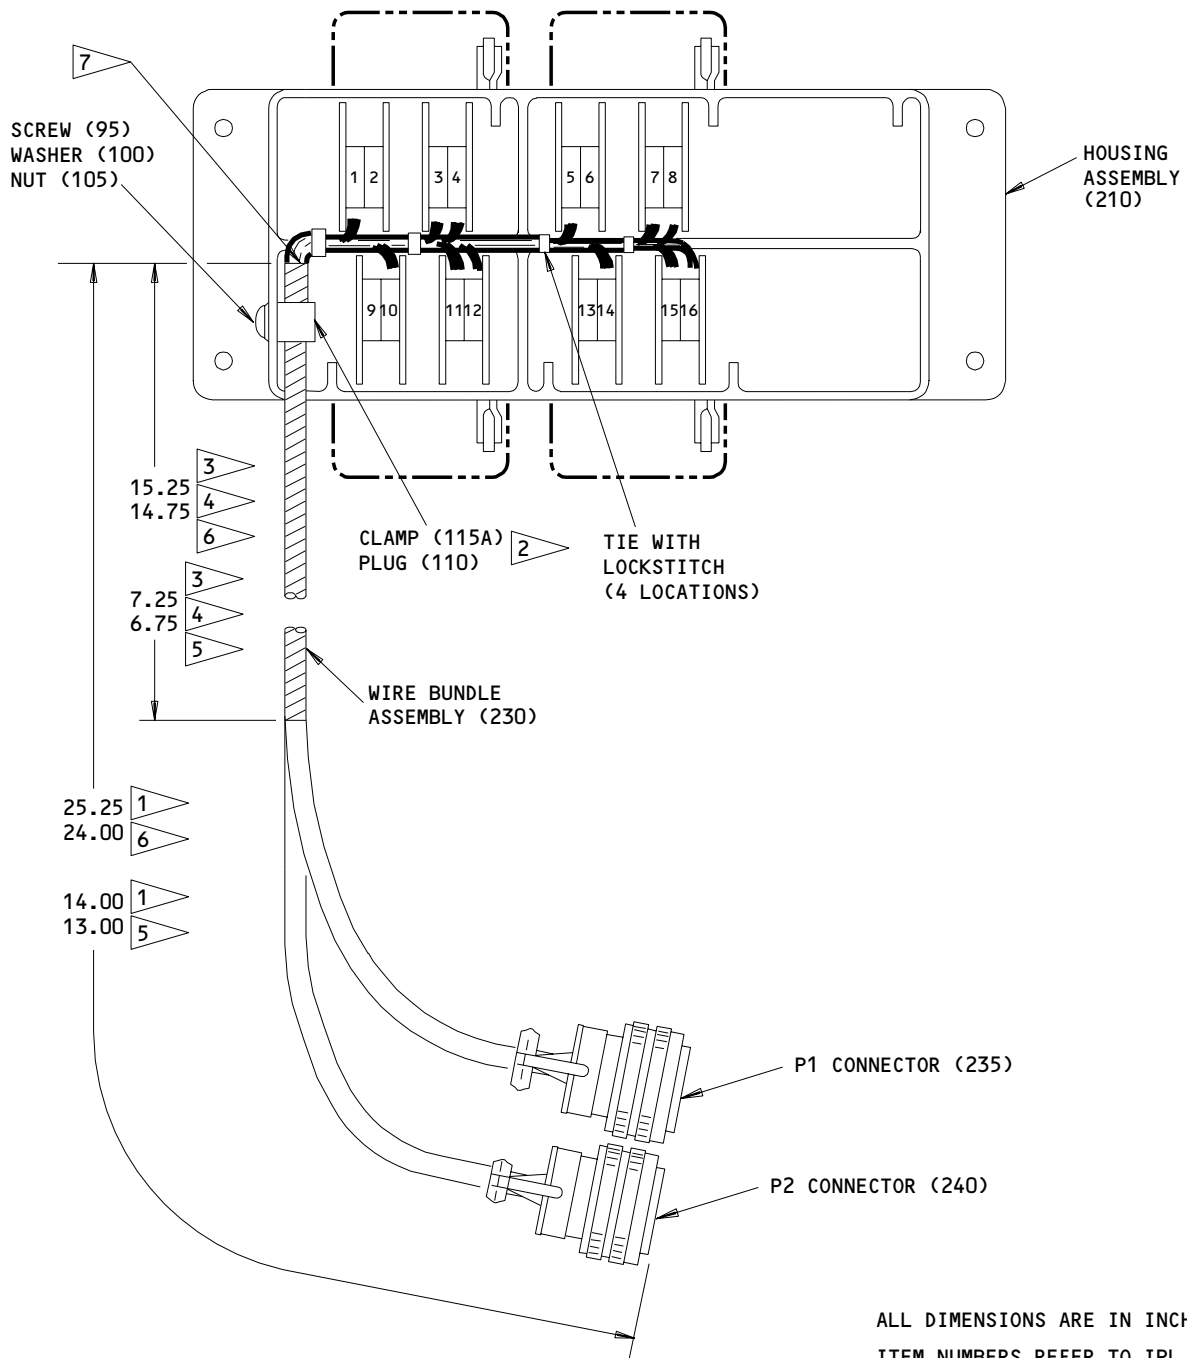 7
SCREW (95)
WASHER (100)
NUT (105)
HOUSING
ASSEMBLY
(210)
1 2 3 4 5 6 7 8
9 10 11 12 13 14 15 16
15.25
14.75
3
4
6
CLAMP (115A)
PLUG (110)
2
TIE WITH
LOCKSTITCH
(4 LOCATIONS)
7.25
6.75
3
4
5
WIRE BUNDLE
ASSEMBLY (230)
25.25 1
24.00 6
14.00 1
13.00 5
P1 CONNECTOR (235)
P2 CONNECTOR (240)
ALL DIMENSIONS ARE IN
ITEM NUMBERS REFER TO